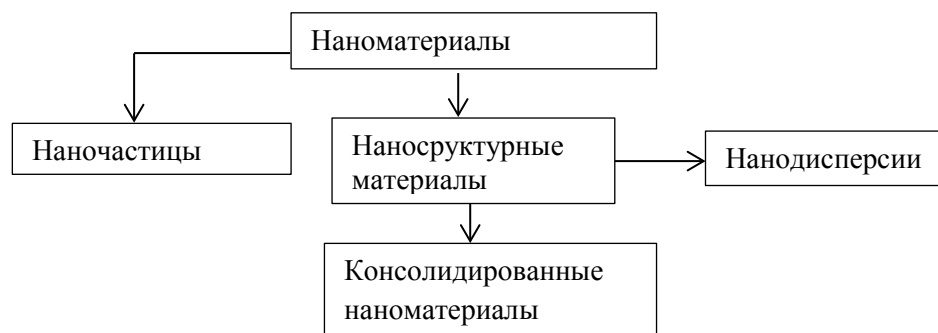 Наноматериалы
Наночастицы
Наносруктурные
материалы
Нанодисперсии
Консолидированные
наноматериалы